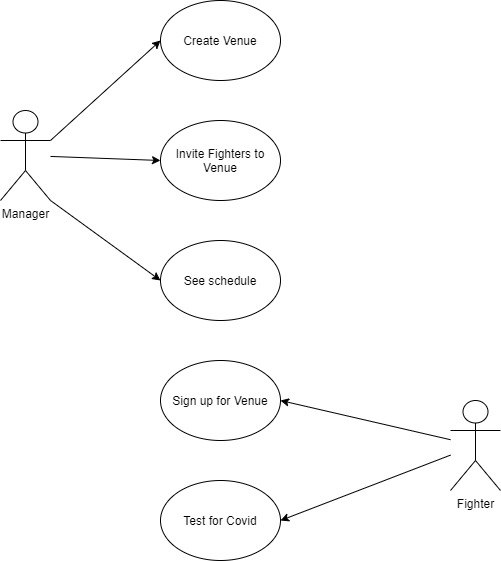 Create Venue
Invite Fighters to
Venue
Manager
See schedule
Sign up for Venue
Fighter
Test for Covid